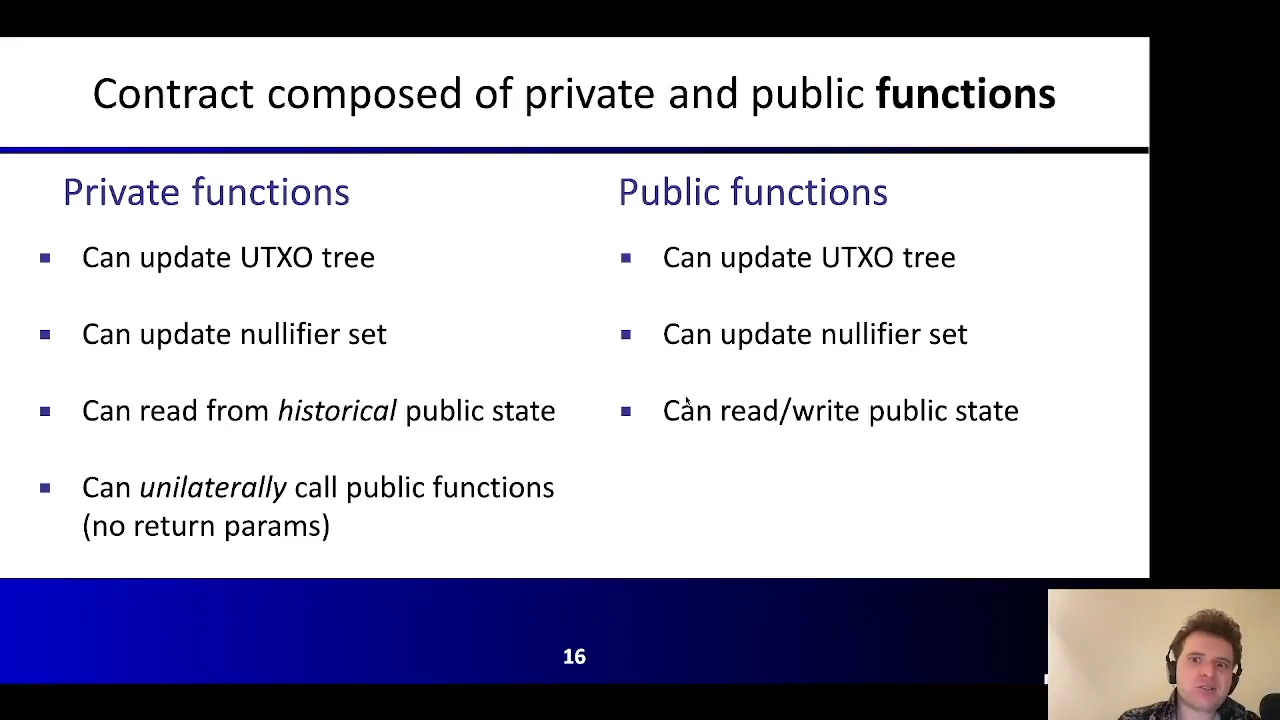 Contract composed of private and public functions
Private functions
Can update UTXO tree
Can update nullifier set
Can read from historical public state
Can unilaterally call public functions
(no return params)
Public functions
Can update UTXO tree
Can update nullifier set
Can read/write public state
16